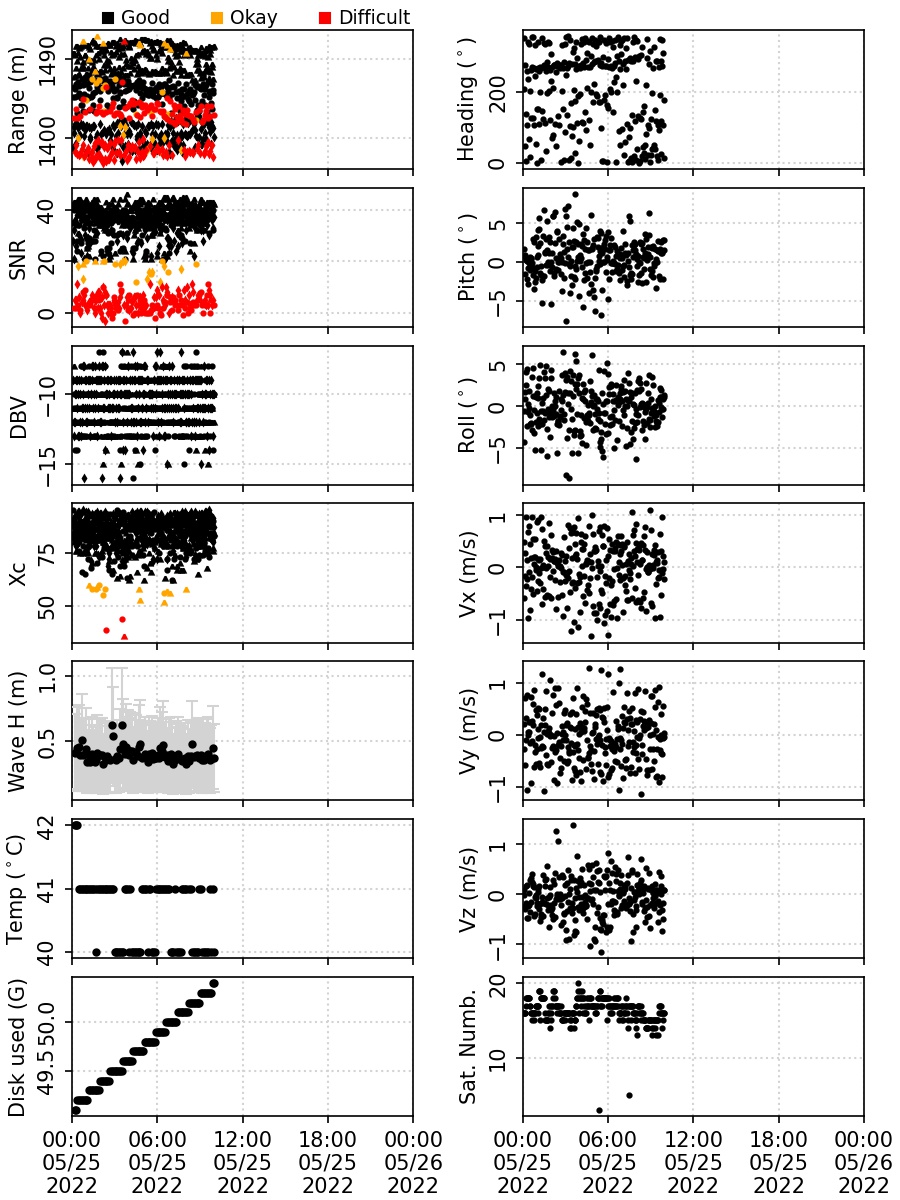 Good Okay Difficult
Range (m)
1490
1400
Heading (°)
200
0
SNR
40
20
0
Pitch (°)
5
0
−5
DBV
−10
−15
Roll (°)
5
0
−5
Xc
75
50
Vx (m/s)
1
0
−1
Wave H (m)
1.0
0.5
Vy (m/s)
1
0
−1
Temp (°C)
42
41
40
Vz (m/s)
1
0
−1
Disk used (G)
50.0
49.5
Sat. Numb.
20
10
00:00 06:00 12:00 18:00 00:00
05/25 05/25 05/25 05/25 05/26
2022 2022 2022 2022 2022
00:00 06:00 12:00 18:00 00:00
05/25 05/25 05/25 05/25 05/26
2022 2022 2022 2022 2022